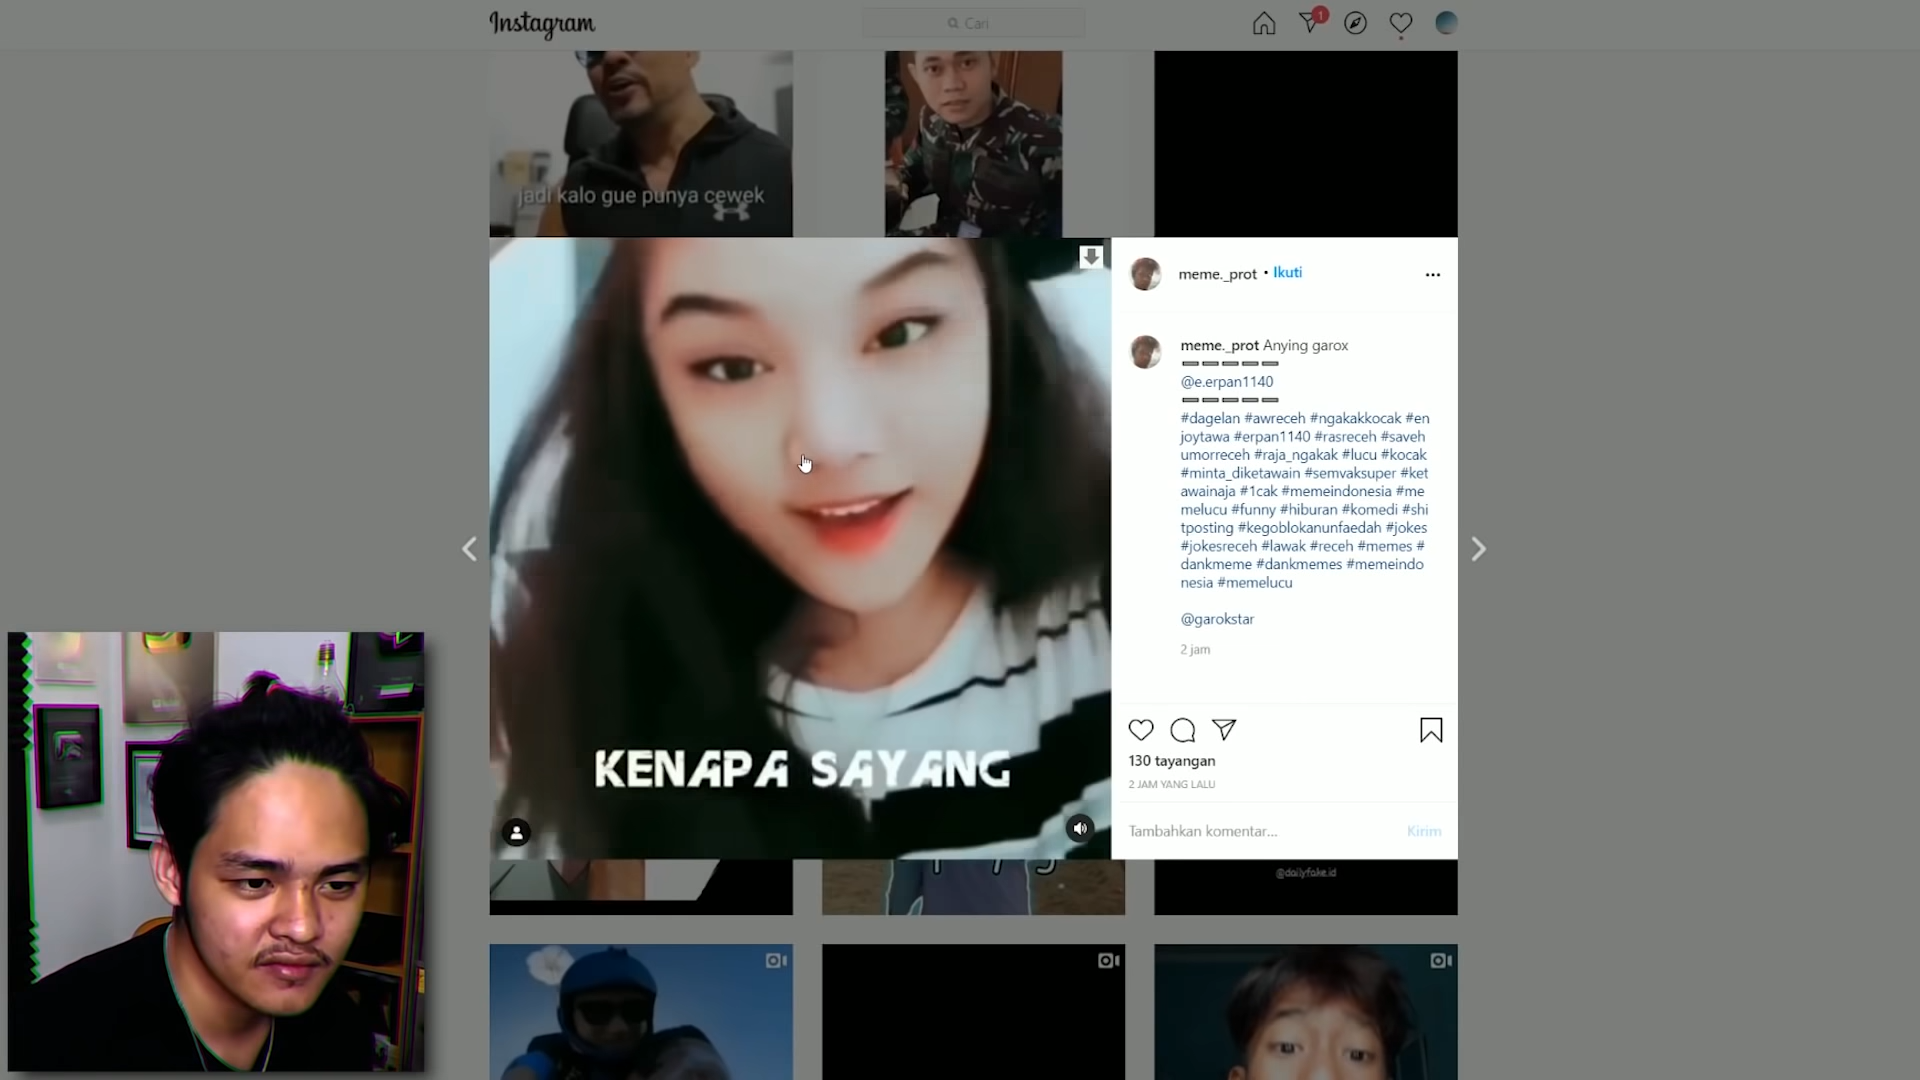 Instagram
Cari
1
jadi kalo gue punya cewek
meme._prot • Ikuti
meme._prot Anying garox
@e.erpan1140
#dagelan #awreceh #ngakakkocak #en
joytawa #erpan1140 #rasreceh #saveh
umorreceh #raja_ngakak #lucu #kocak
#minta_diketawain #semvaksuper #ket
awainaja #1cak #memeindonesia #me
melucu #funny #hiburan #komedi #shi
tposting #kegoblokanunfaedah #jokes
#jokesreceh #lawak #receh #memes #
dankmeme #dankmemes #memeindo
nesia #memelucu
@garokstar
2 jam
KENAPA SAYANG
130 tayangan
2 JAM YANG LALU
Tambahkan komentar...
Kirim
@dailyfake.id